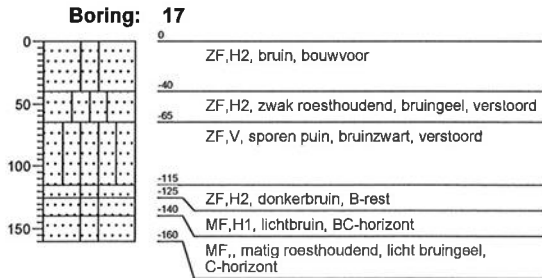 Boring: 17
0
0
ZF,H2, bruin, bouwvoor
-40
50
ZF,H2, zwak roesthoudend, bruingeel, verstoord
-65
ZF,V, sporen puin, bruinzwart, verstoord
100
-115
-125
ZF,H2, donkerbruin, B-rest
-140
MF,H1, lichtbruin, BC-horizont
150
-160
MF,, matig roesthoudend, licht bruingeel,
C-horizont